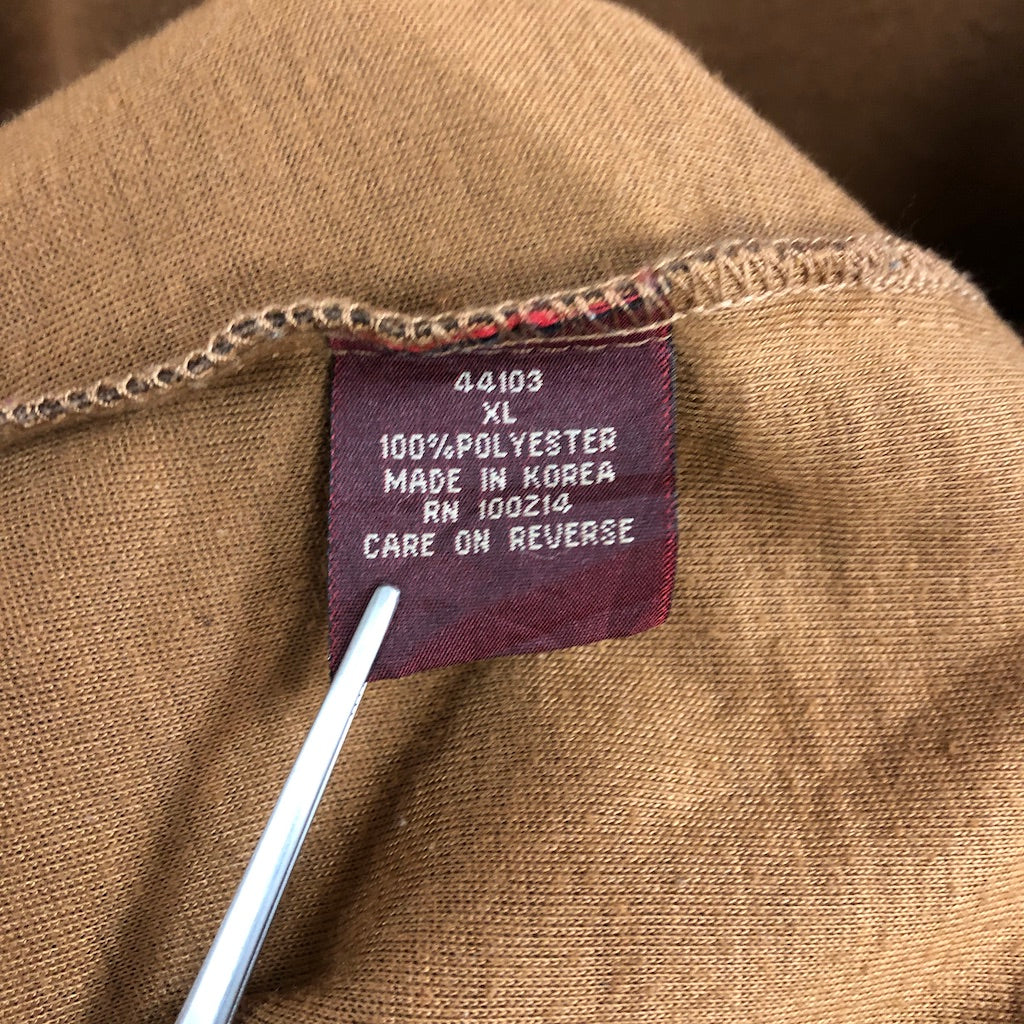 44103
XL
100%POLYESTER
MADE IN KOREA
RN 100214
CARE ON REVERSE